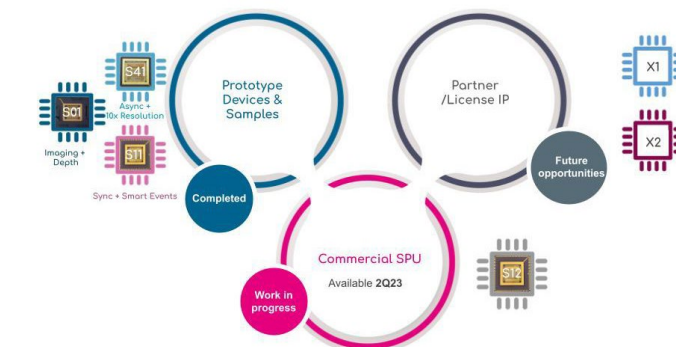 S41
Async +
10x Resolution
S01
Imaging +
Depth
S11
Sync + Smart Events
Prototype
Devices &
Samples
Completed
Partner
/License IP
Future
opportunities
X1
X2
Commercial SPU
Available 2Q23
Work in
progress
S12